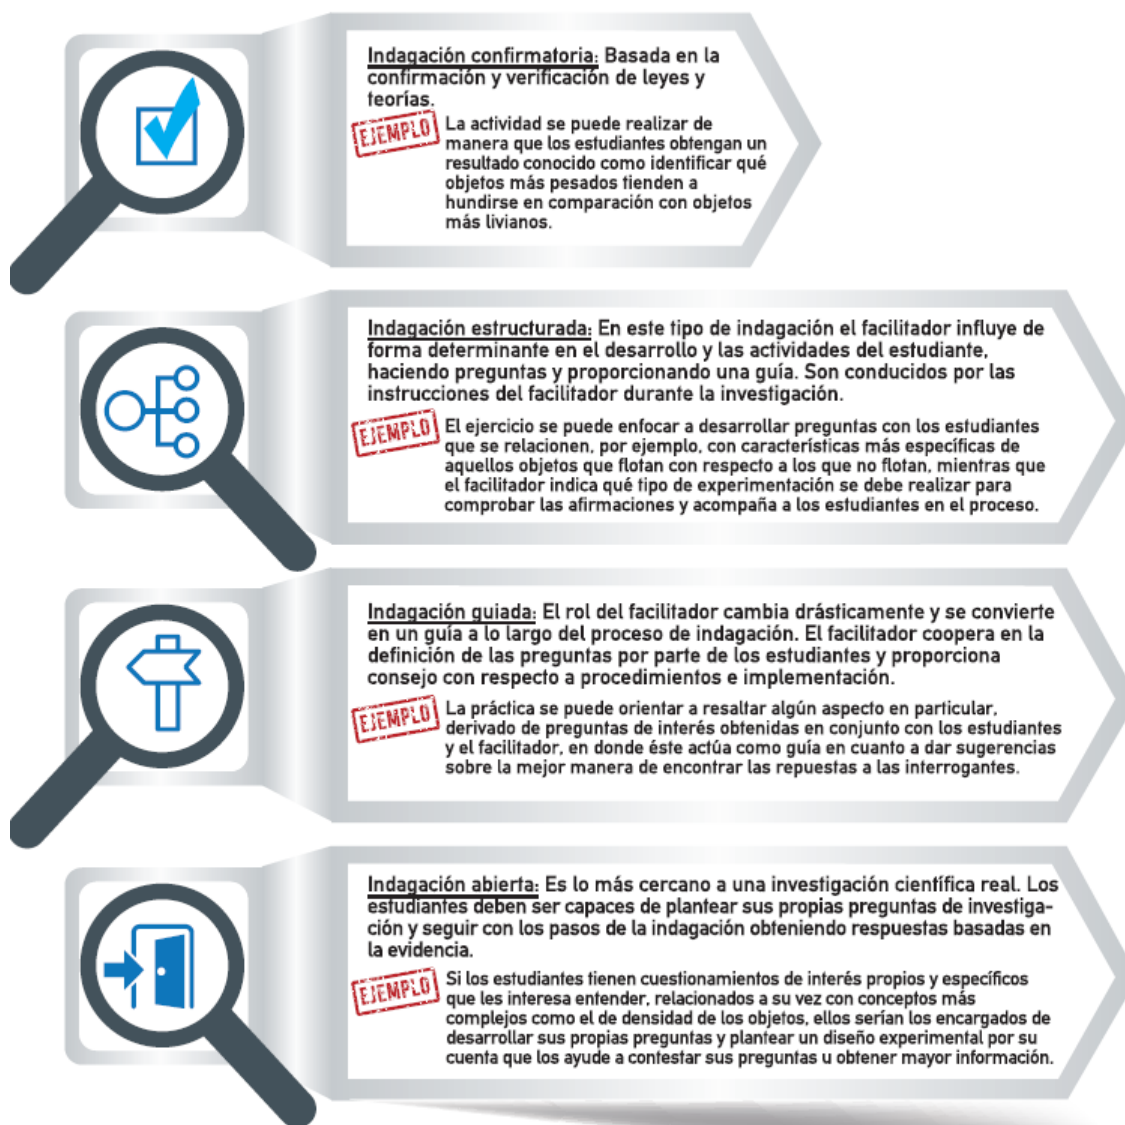 Indagación confirmatoria: Basada en la
confirmación y verificación de leyes y
teorías.
EJEMPLO
La actividad se puede realizar de
manera que los estudiantes obtengan un
resultado conocido como identificar qué
objetos más pesados tienden a
hundirse en comparación con objetos
más livianos.
Indagación estructurada: En este tipo de indagación el facilitador influye de
forma determinante en el desarrollo y las actividades del estudiante,
haciendo preguntas y proporcionando una guía. Son conducidos por las
instrucciones del facilitador durante la investigación.
EJEMPLO
El ejercicio se puede enfocar a desarrollar preguntas con los estudiantes
que se relacionen, por ejemplo, con características más específicas de
aquellos objetos que flotan con respecto a los que no flotan, mientras que
el facilitador indica qué tipo de experimentación se debe realizar para
comprobar las afirmaciones y acompaña a los estudiantes en el proceso.
Indagación guiada: El rol del facilitador cambia drásticamente y se convierte
en un guía a lo largo del proceso de indagación. El facilitador coopera en la
definición de las preguntas por parte de los estudiantes y proporciona
consejo con respecto a procedimientos e implementación.
EJEMPLO
La práctica se puede orientar a resaltar algún aspecto en particular,
derivado de preguntas de interés obtenidas en conjunto con los estudiantes
y el facilitador, en donde éste actúa como guía en cuanto a dar sugerencias
sobre la mejor manera de encontrar las repuestas a las interrogantes.
Indagación abierta: Es lo más cercano a una investigación científica real. Los
estudiantes deben ser capaces de plantear sus propias preguntas de investiga-
ción y seguir con los pasos de la indagación obteniendo respuestas basadas en
la evidencia.
EJEMPLO
Si los estudiantes tienen cuestionamientos de interés propios y específicos
que les interesa entender, relacionados a su vez con conceptos más
complejos como el de densidad de los objetos, ellos serían los encargados de
desarrollar sus propias preguntas y plantear un diseño experimental por su
cuenta que los ayude a contestar sus preguntas u obtener mayor información.